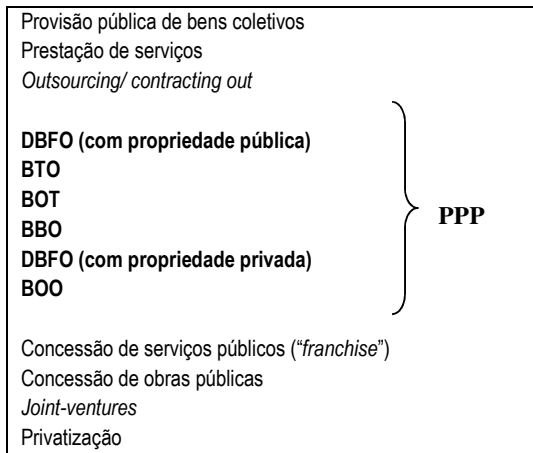 Provisão pública de bens coletivos
Prestação de serviços
Outsourcing/ contracting out
DBFO (com propriedade pública)
BTO
BOT
BBO
PPP
DBFO (com propriedade privada)
BOO
Concessão de serviços públicos (“franchise”)
Concessão de obras públicas
Joint-ventures
Privatização